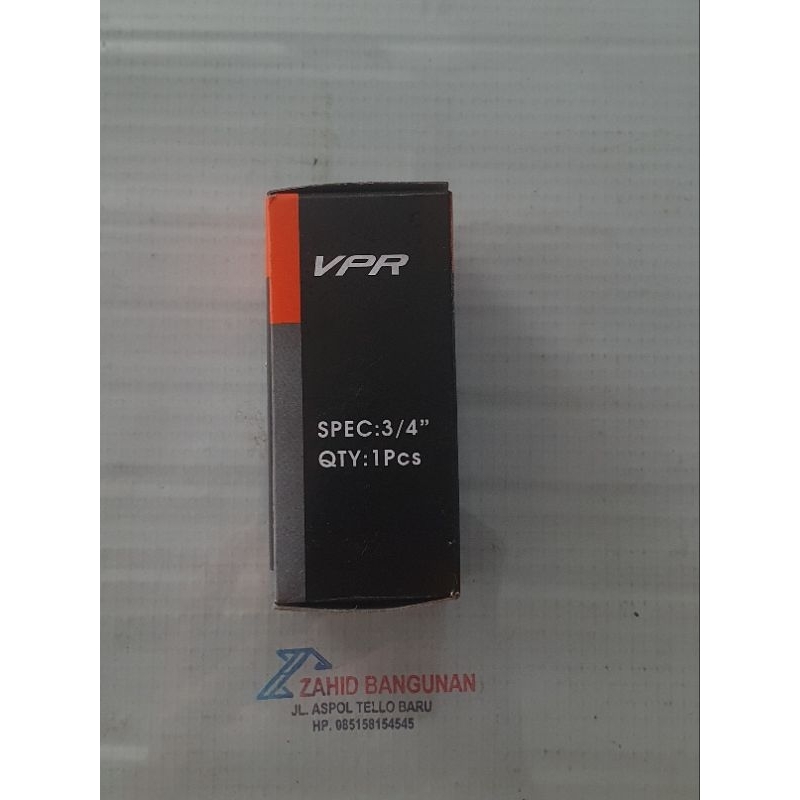 VPR
SPEC:3/4”
QTY:1Pcs
ZAHID BANGUNAN
JL. ASPOL TELLO BARU
HP. 085158154545